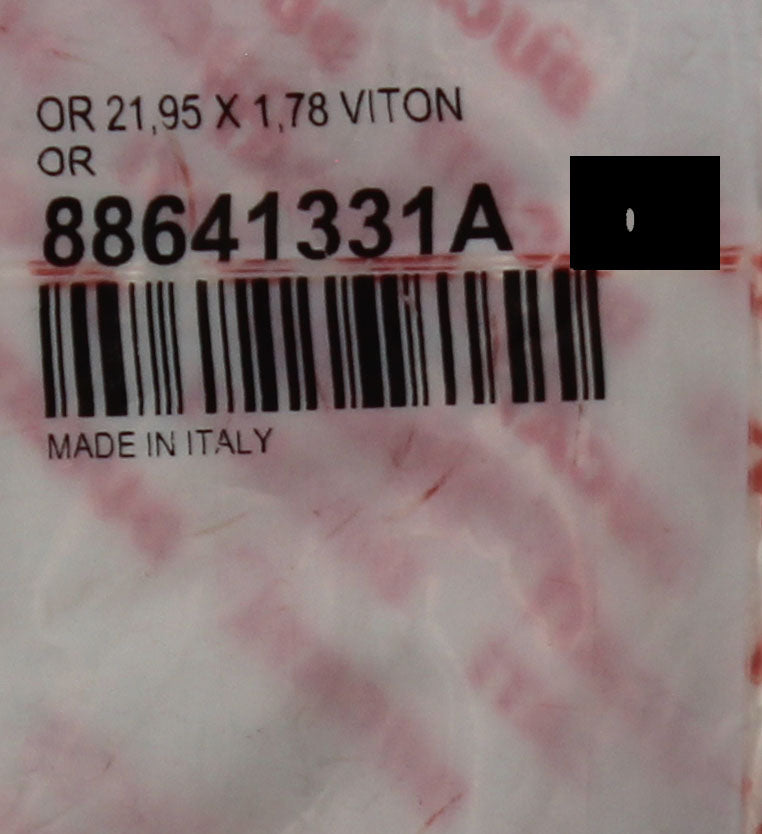 OR 21,95 X 1,78 VITON
OR
88641331A
MADE IN ITALY